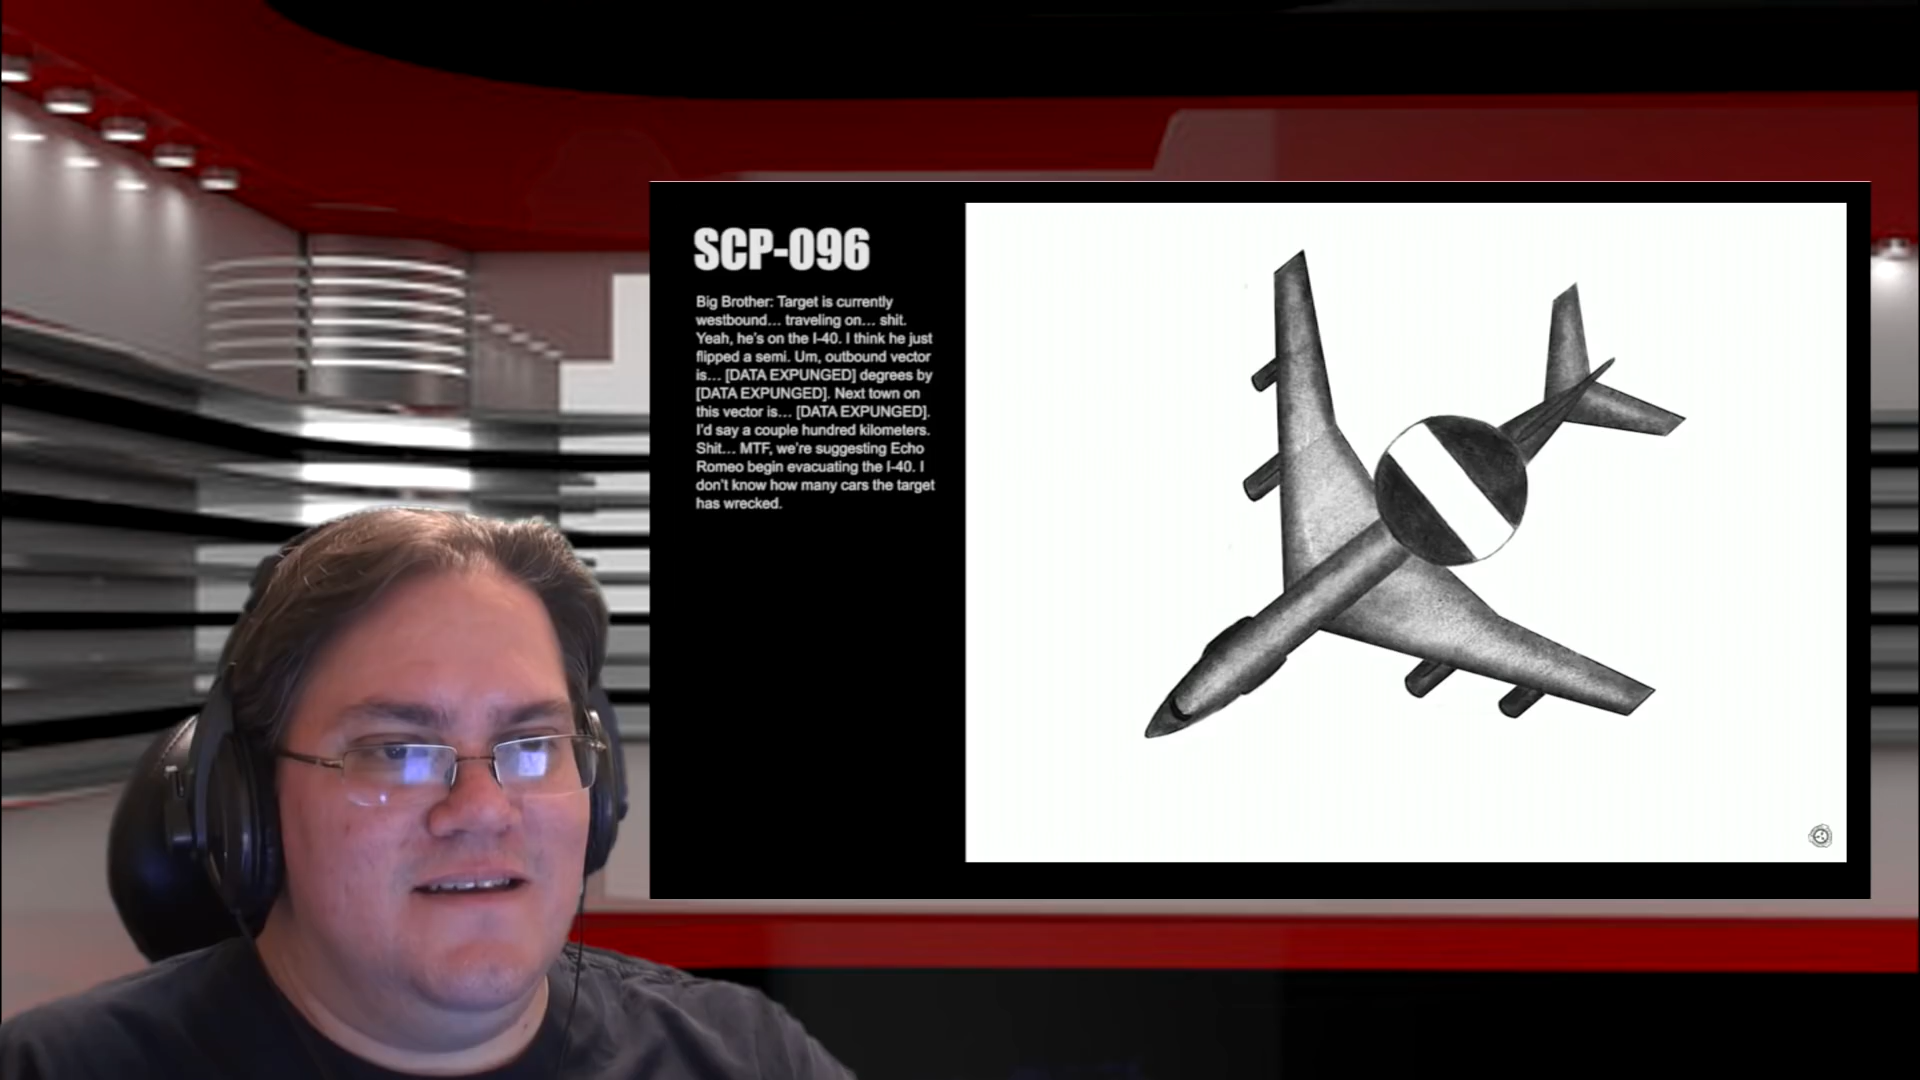 SCP-096
Big Brother: Target is currently
westbound... traveling on... shit.
Yeah, he's on the I-40. I think he just
flipped a semi. Um, outbound vector
is... [DATA EXPUNGED] degrees by
[DATA EXPUNGED]. Next town on
this vector is... [DATA EXPUNGED].
I'd say a couple hundred kilometers.
Shit... MTF, we're suggesting Echo
Romeo begin evacuating the I-40. I
don't know how many cars the target
has wrecked.